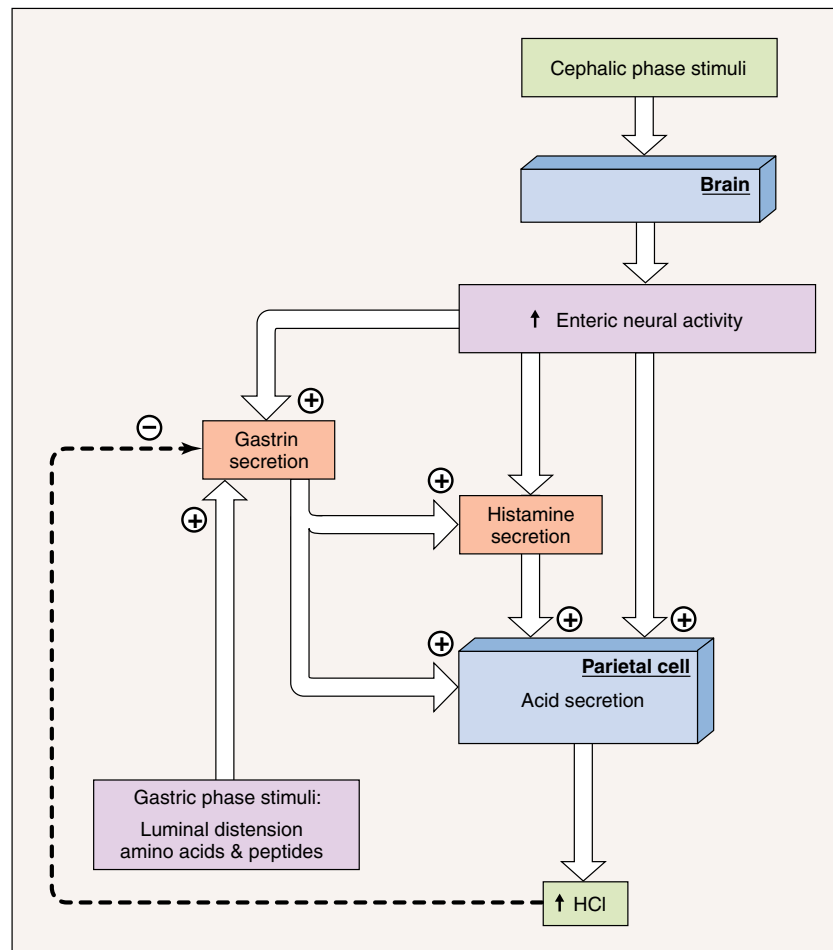 Cephalic phase stimuli
Brain
↑ Enteric neural activity
+
−
Gastrin
secretion
+
+
Histamine
secretion
+
+
+
Parietal cell
Acid secretion
Gastric phase stimuli:
Luminal distension
amino acids & peptides
↑ HCl